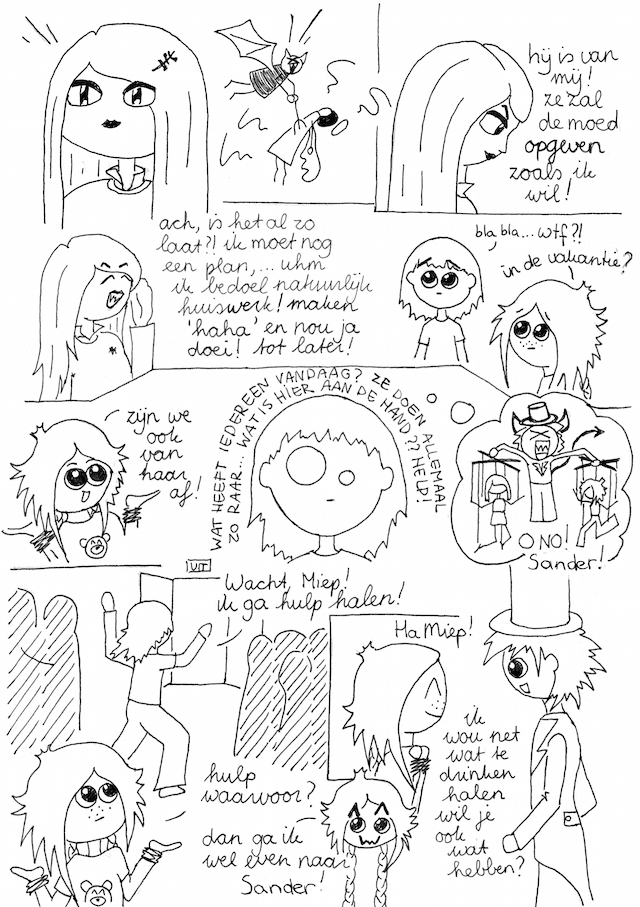 hij is van
mij!
ze zal
de moed
opgeven
zoals ik
wil!
ach, is het al zo
laat?! ik moet nog
een plan,... uhm
ik bedoel natuurlijk
huiswerk! maken
'haha' en nou ja
doei! tot later!
bla bla... wtf?!
in de vakantie?
zijn we
ook
van
haar
af!
WAT HEEFT IEDEREEN VANDAAG? ZE DOEN ALLEMAAL
ZO RAAR... WAT IS HIER AAN DE HAND?? HELD!
O NO!
Sander!
UIT
Wacht, Miep!
ik ga hulp halen!
hulp
waarvoor?
dan ga ik
wel even naar
Sander!
Ha Miep!
ik
wou net
wat te
drinken
halen
wil je
ook
wat
hebben?